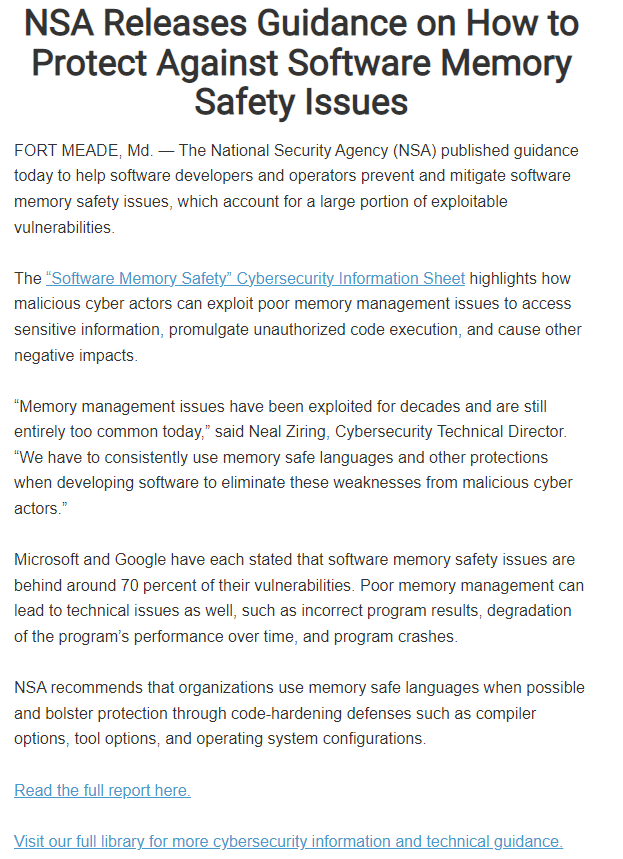 NSA Releases Guidance on How to
Protect Against Software Memory
Safety Issues
FORT MEADE, Md. — The National Security Agency (NSA) published guidance
today to help software developers and operators prevent and mitigate software
memory safety issues, which account for a large portion of exploitable
vulnerabilities.
The “Software Memory Safety” Cybersecurity Information Sheet highlights how
malicious cyber actors can exploit poor memory management issues to access
sensitive information, promulgate unauthorized code execution, and cause other
negative impacts.
“Memory management issues have been exploited for decades and are still
entirely too common today,” said Neal Ziring, Cybersecurity Technical Director.
“We have to consistently use memory safe languages and other protections
when developing software to eliminate these weaknesses from malicious cyber
actors.”
Microsoft and Google have each stated that software memory safety issues are
behind around 70 percent of their vulnerabilities. Poor memory management can
lead to technical issues as well, such as incorrect program results, degradation
of the program’s performance over time, and program crashes.
NSA recommends that organizations use memory safe languages when possible
and bolster protection through code-hardening defenses such as compiler
options, tool options, and operating system configurations.
Read the full report here.
Visit our full library for more cybersecurity information and technical guidance.